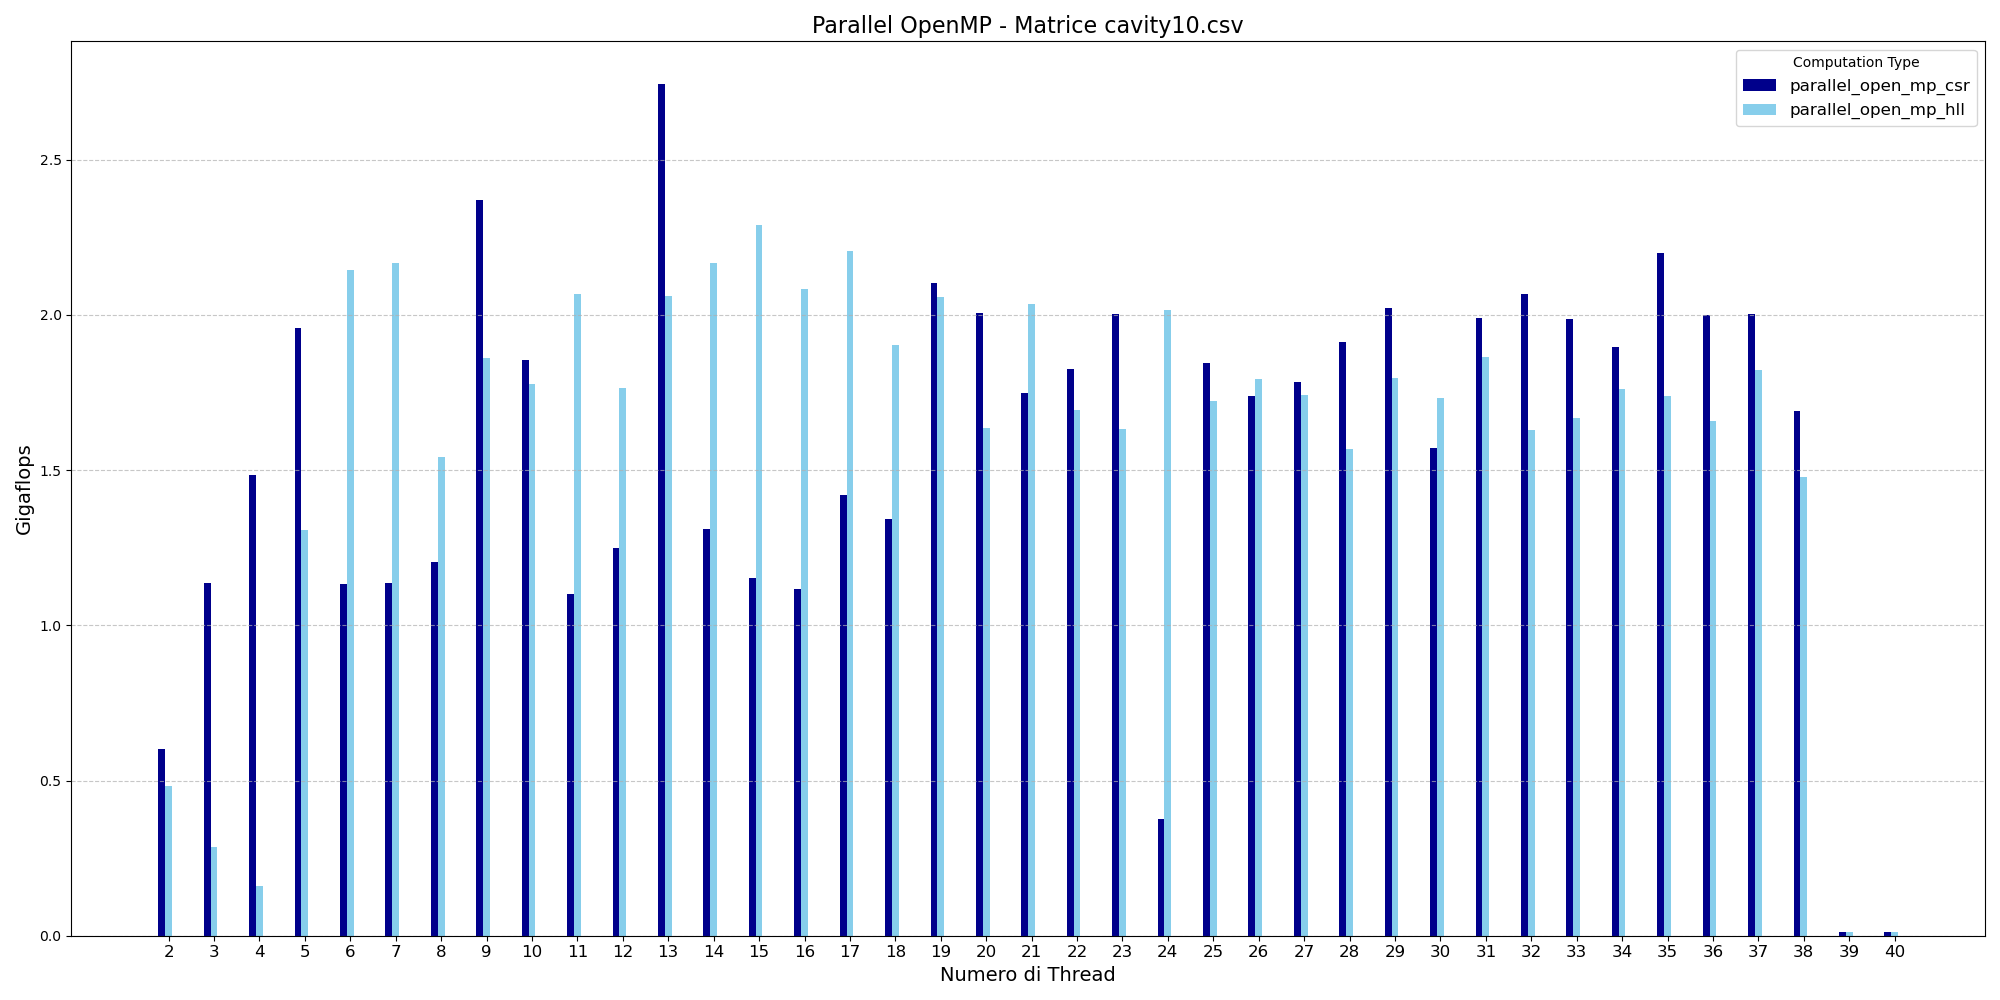 Parallel OpenMP - Matrice cavity10.csv
Computation Type
parallel_open_mp_csr
parallel_open_mp_hll
Gigaflops
2.5
2.0
1.5
1.0
0.5
0.0
2 3 4 5 6 7 8 9 10 11 12 13 14 15 16 17 18 19 20 21 22 23 24 25 26 27 28 29 30 31 32 33 34 35 36 37 38 39 40
Numero di Thread